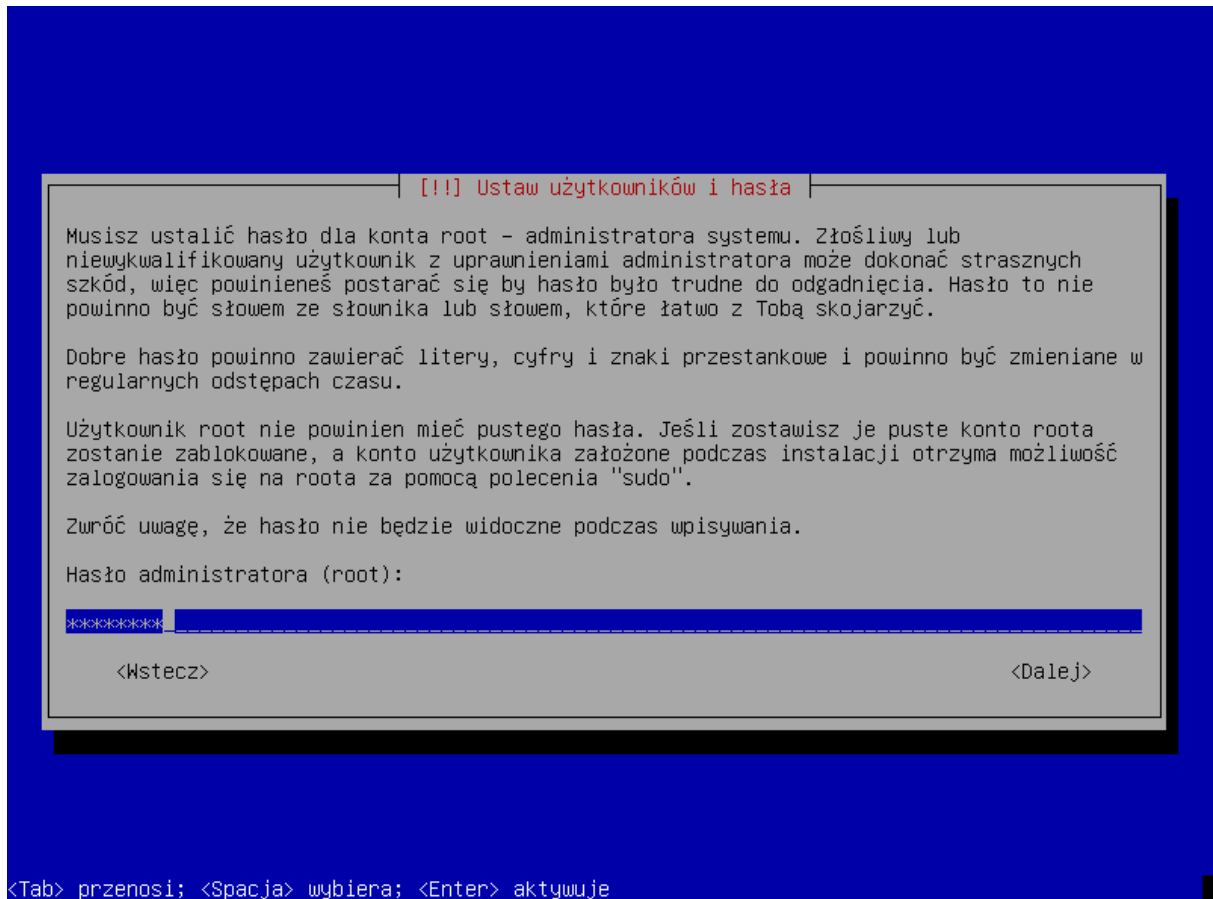 [!!] Ustaw użytkowników i hasła
Musisz ustalić hasło dla konta root – administratora systemu. Złośliwy lub
niewykwalifikowany użytkownik z uprawnieniami administratora może dokonać strasznych
szkód, więc powinieneś postarać się by hasło było trudne do odgadnięcia. Hasło to nie
powinno być słowem ze słownika lub słowem, które łatwo z Tobą skojarzyć.
Dobre hasło powinno zawierać litery, cyfry i znaki przestankowe i powinno być zmieniane w
regularnych odstępach czasu.
Użytkownik root nie powinien mieć pustego hasła. Jeśli zostawisz je puste konto roota
zostanie zablokowane, a konto użytkownika założone podczas instalacji otrzyma możliwość
zalogowania się na roota za pomocą polecenia "sudo".
Zwróć uwagę, że hasło nie będzie widoczne podczas wpisywania.
Hasło administratora (root):
********
<Wstecz> <Dalej>
<Tab> przenosi; <Spacja> wybiera; <Enter> aktywuje